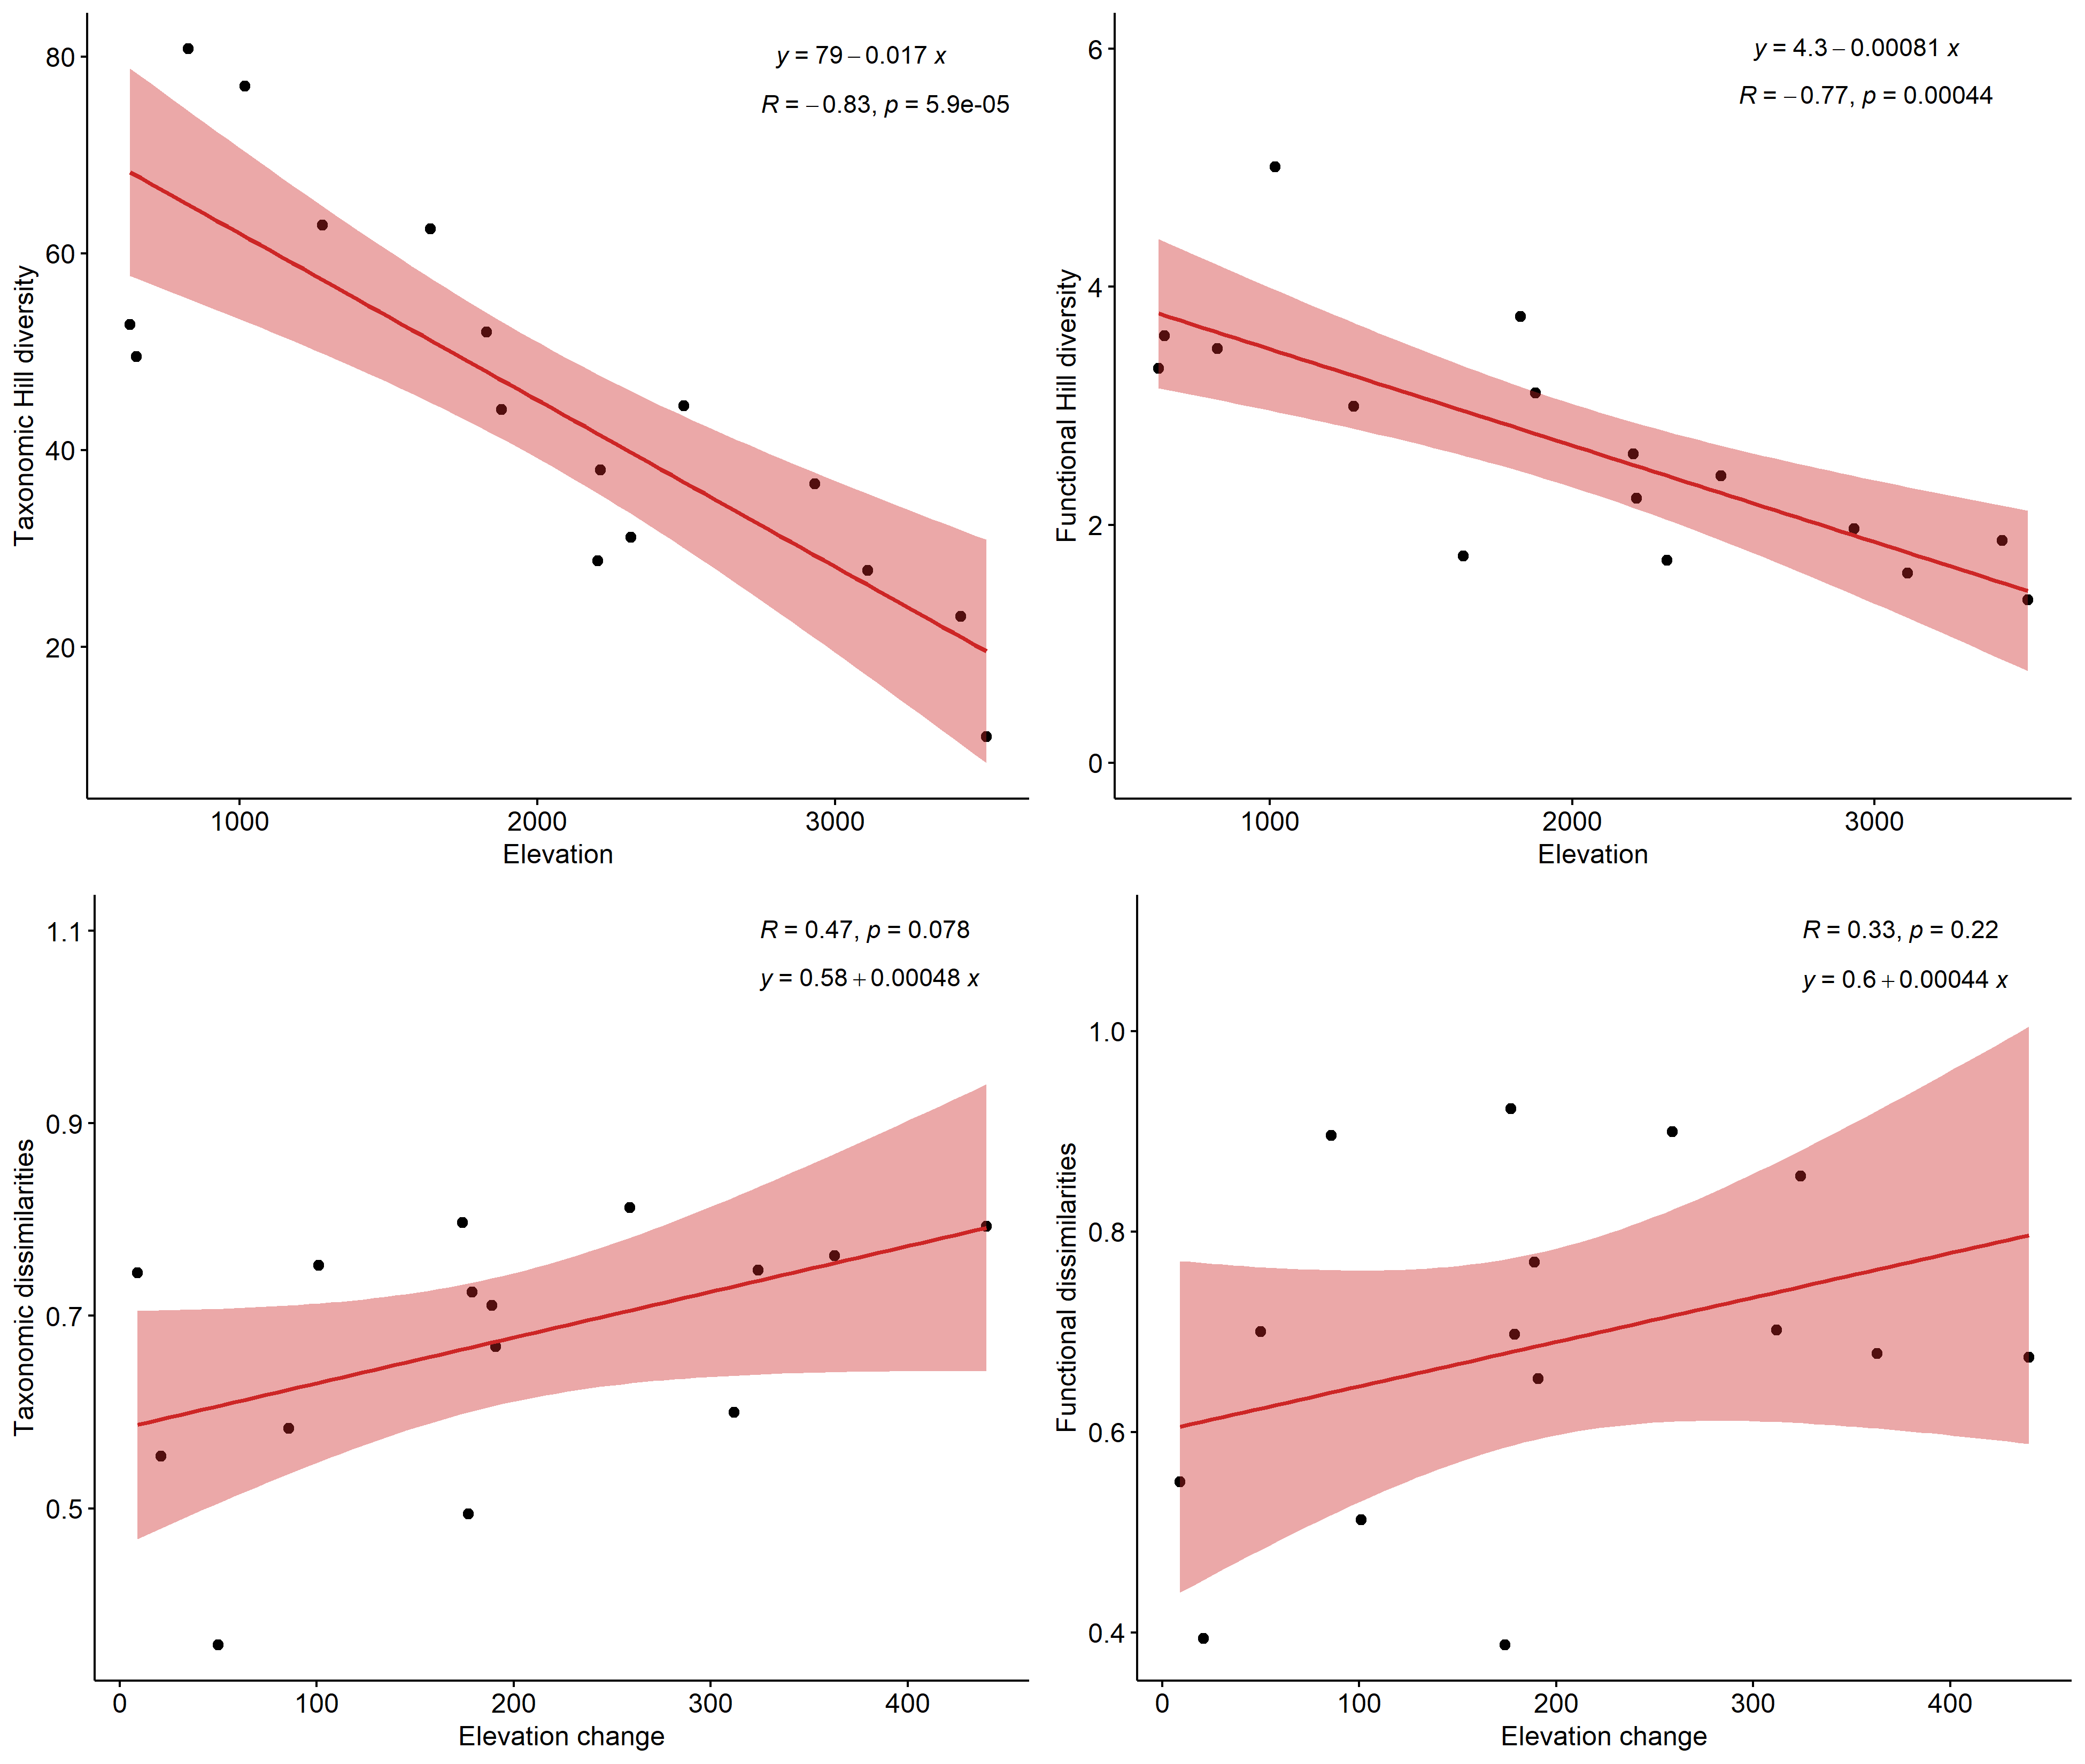 y = 79 − 0.017 x
R = −0.83, p = 5.9e-05
80
60
40
20
Taxonomic Hill diversity
1000 2000 3000
Elevation
y = 4.3 − 0.00081 x
R = −0.77, p = 0.00044
6
4
2
0
Functional Hill diversity
1000 2000 3000
Elevation
R = 0.47, p = 0.078
y = 0.58 + 0.00048 x
1.1
0.9
0.7
0.5
Taxonomic dissimilarities
0 100 200 300 400
Elevation change
R = 0.33, p = 0.22
y = 0.6 + 0.00044 x
1.0
0.8
0.6
0.4
Functional dissimilarities
0 100 200 300 400
Elevation change